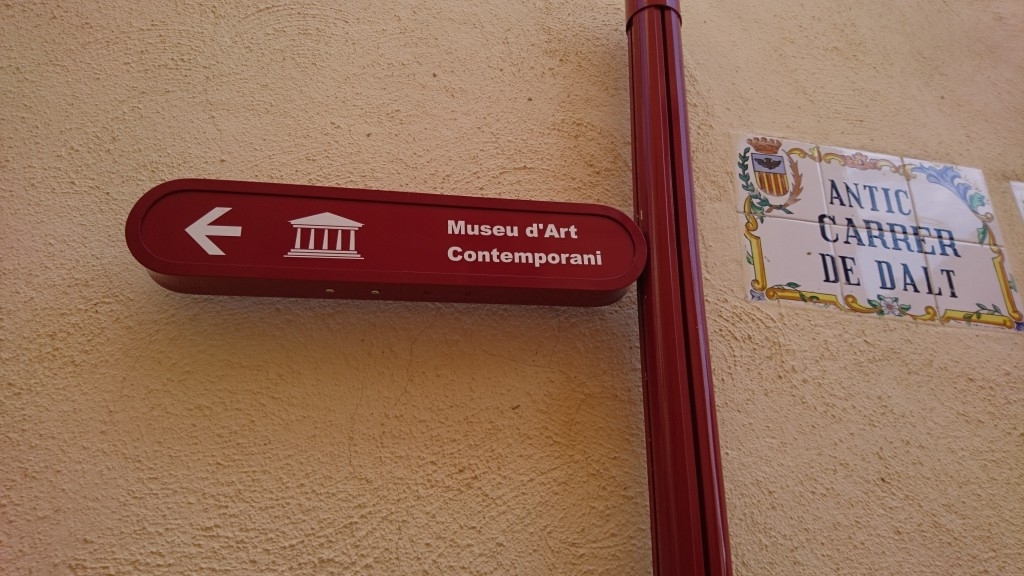 Museu d'Art
Contemporani
ANTIC
CARRER
DE DALT